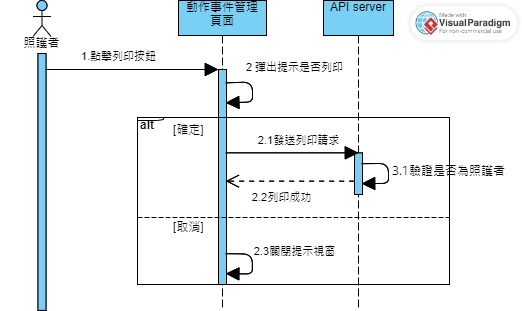 動作事件管理
頁面
API server
Made with
Visual Paradigm
For non-commercial use
照護者
1.點擊列印按鈕
2 彈出提示是否列印
alt
[確定]
2.1發送列印請求
3.1驗證是否為照護者
2.2列印成功
[取消]
2.3關閉提示視窗